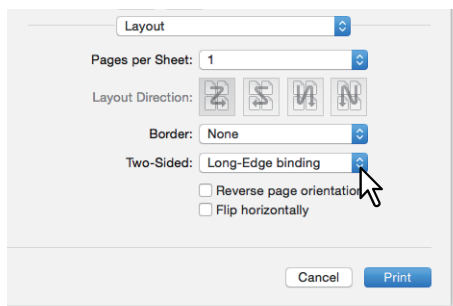 Layout
Pages per Sheet: 1
Layout Direction:
Border: None
Two-Sided: Long-Edge binding
Reverse page orientation
Flip horizontally
Cancel Print